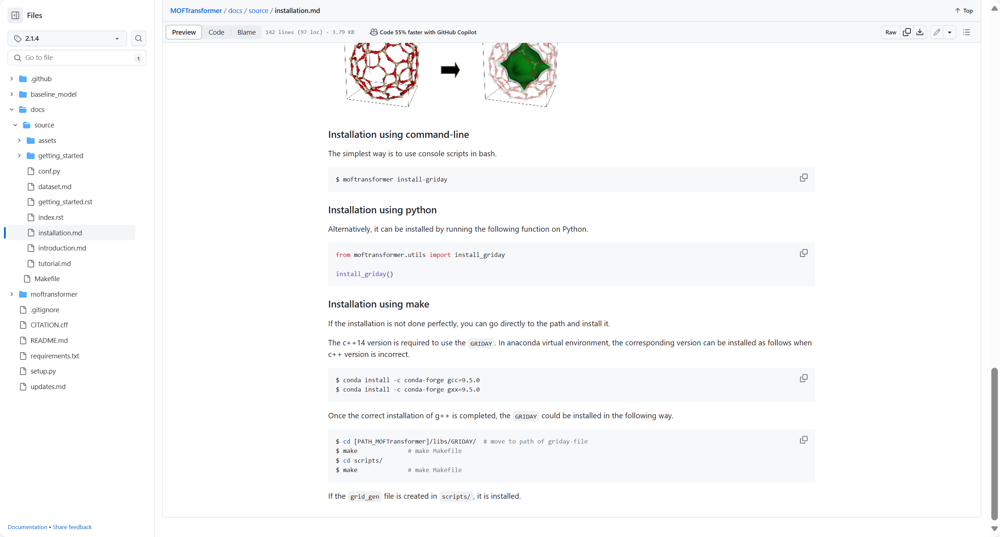 Files
2.1.4
Go to file
t
.github
baseline_model
docs
source
assets
getting_started
conf.py
dataset.md
getting_started.rst
index.rst
installation.md
introduction.md
tutorial.md
Makefile
moftransformer
.gitignore
CITATION.cff
README.md
requirements.txt
setup.py
updates.md
Documentation • Share feedback
MOFTransformer / docs / source / installation.md
Top
Preview Code Blame 142 lines (97 loc) · 3.79 KB Code 55% faster with GitHub Copilot Raw
Installation using command-line
The simplest way is to use console scripts in bash.
$ moftransformer install-griday
Installation using python
Alternatively, it can be installed by running the following function on Python.
from moftransformer.utils import install_griday
install_griday()
Installation using make
If the installation is not done perfectly, you can go directly to the path and install it.
The c++14 version is required to use the GRIDAY. In anaconda virtual environment, the corresponding version can be installed as follows when
c++ version is incorrect.
$ conda install -c conda-forge gcc=9.5.0
$ conda install -c conda-forge gxx=9.5.0
Once the correct installation of g++ is completed, the GRIDAY could be installed in the following way.
$ cd [PATH_MOFTransformer]/libs/GRIDAY/  # move to path of griday-file
$ make              # make Makefile
$ cd scripts/
$ make              # make Makefile
If the grid_gen file is created in scripts/, it is installed.